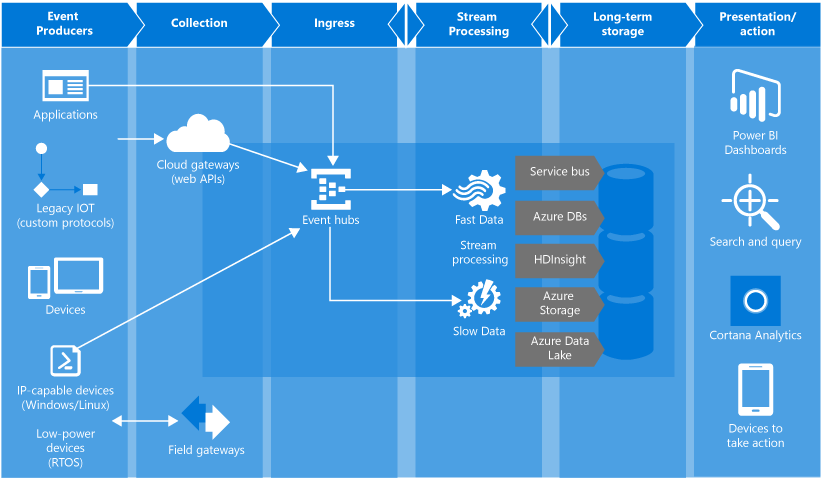 Event
Producers
Collection
Ingress
Stream
Processing
Long-term
storage
Presentation/
action
Applications
Legacy IOT
(custom protocols)
Devices
IP-capable devices
(Windows/Linux)
Low-power
devices
(RTOS)
Cloud gateways
(web APIs)
Field gateways
Event hubs
Fast Data
Stream
processing
Slow Data
Service bus
Azure DBs
HDInsight
Azure
Storage
Azure Data
Lake
Power BI
Dashboards
Search and query
Cortana Analytics
Devices to
take action